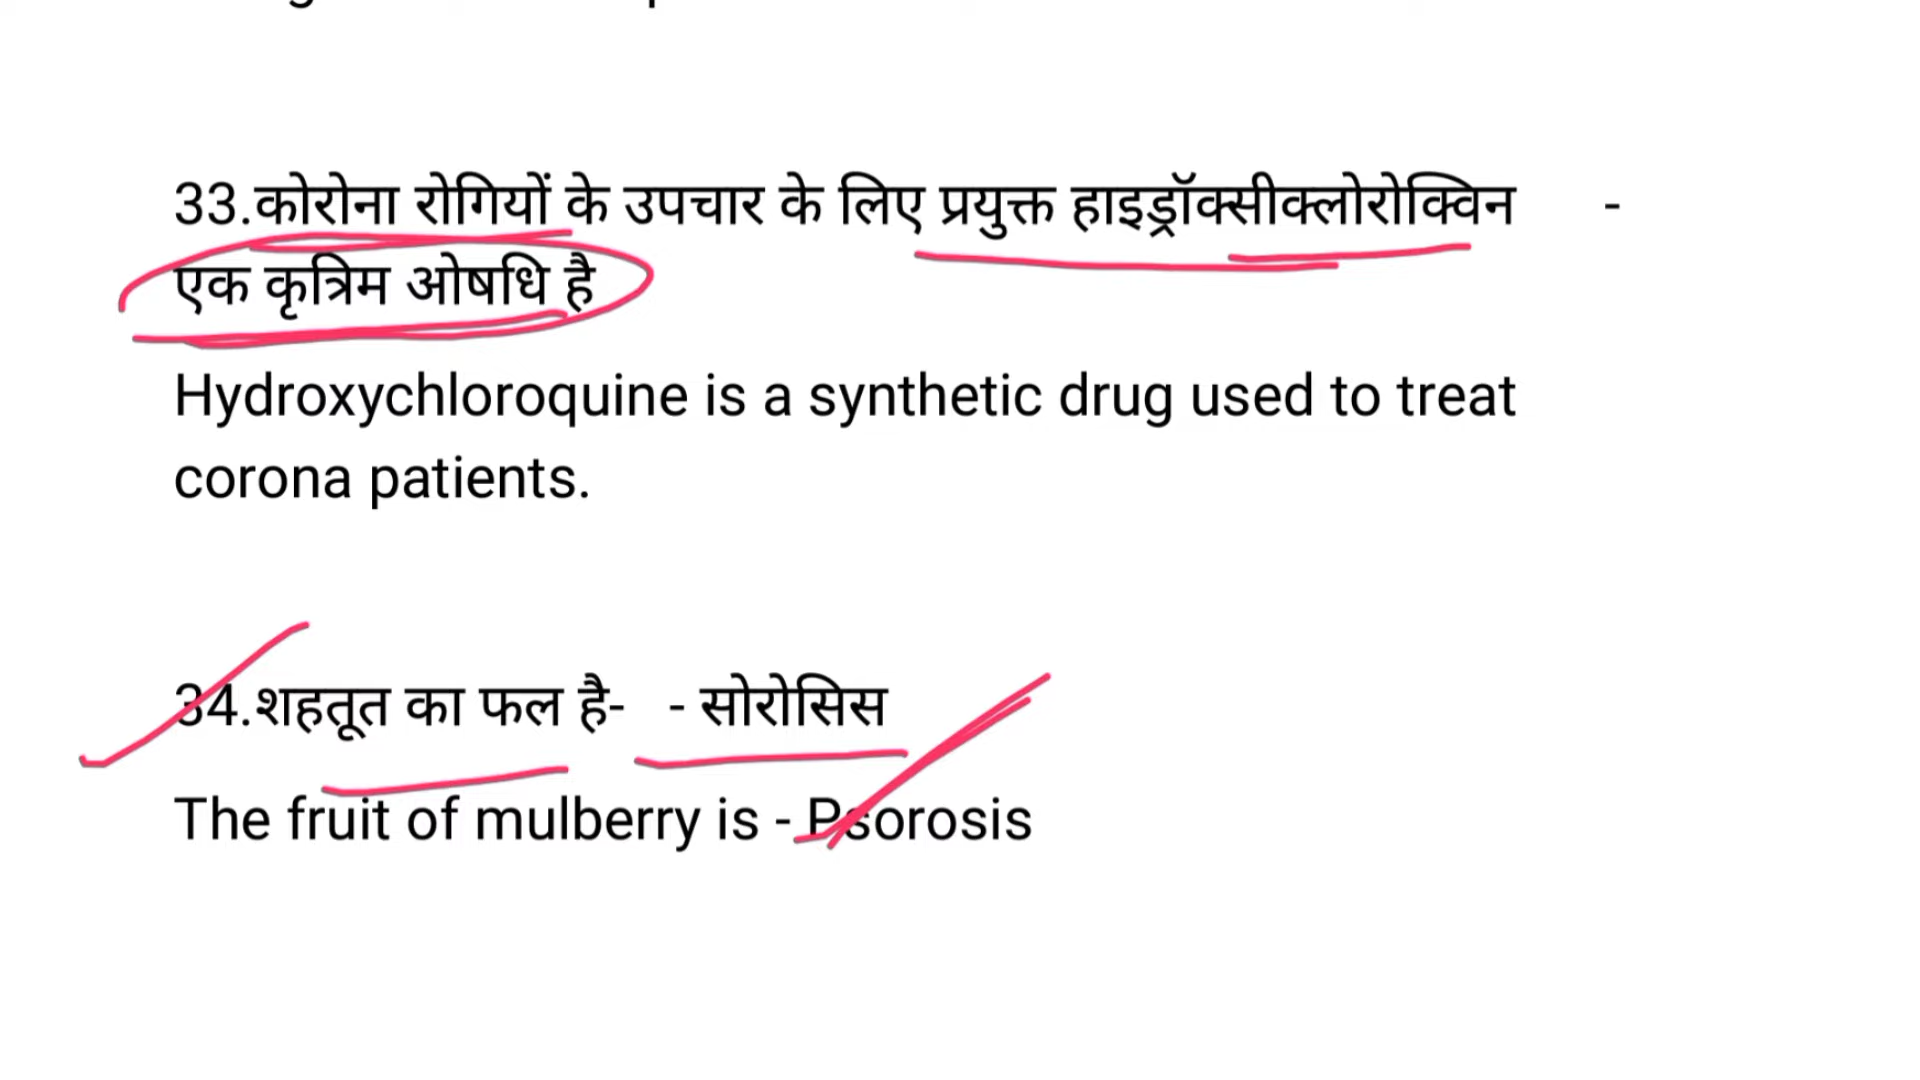 33.कोरोना रोगियों के उपचार के लिए प्रयुक्त हाइड्रॉक्सीक्लोरोक्विन -
एक कृत्रिम ओषधि है
Hydroxychloroquine is a synthetic drug used to treat
corona patients.
34.शहतूत का फल है- - सोरोसिस
The fruit of mulberry is - Psorosis